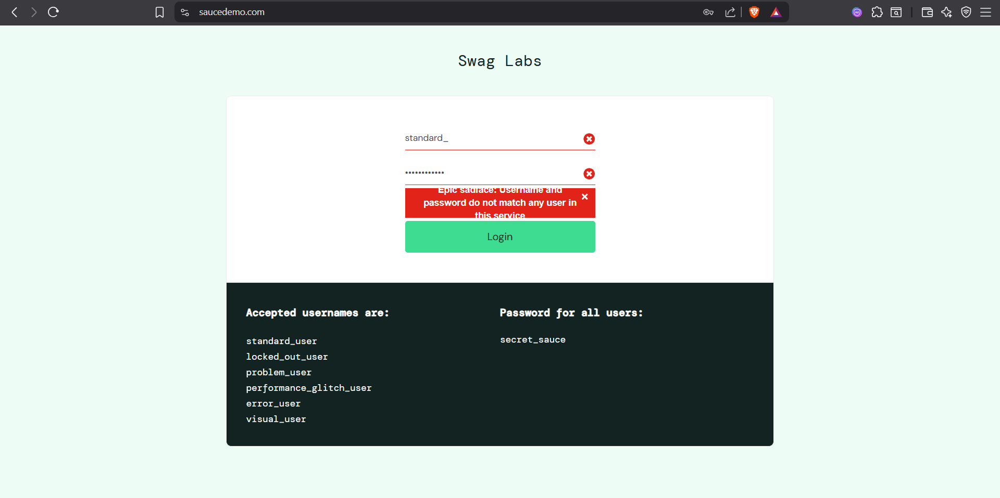 saucedemo.com
Swag Labs
standard_
••••••••••••
Epic sadface: Username and
password do not match any user in
this service
Login
Accepted usernames are:
standard_user
locked_out_user
problem_user
performance_glitch_user
error_user
visual_user
Password for all users:
secret_sauce